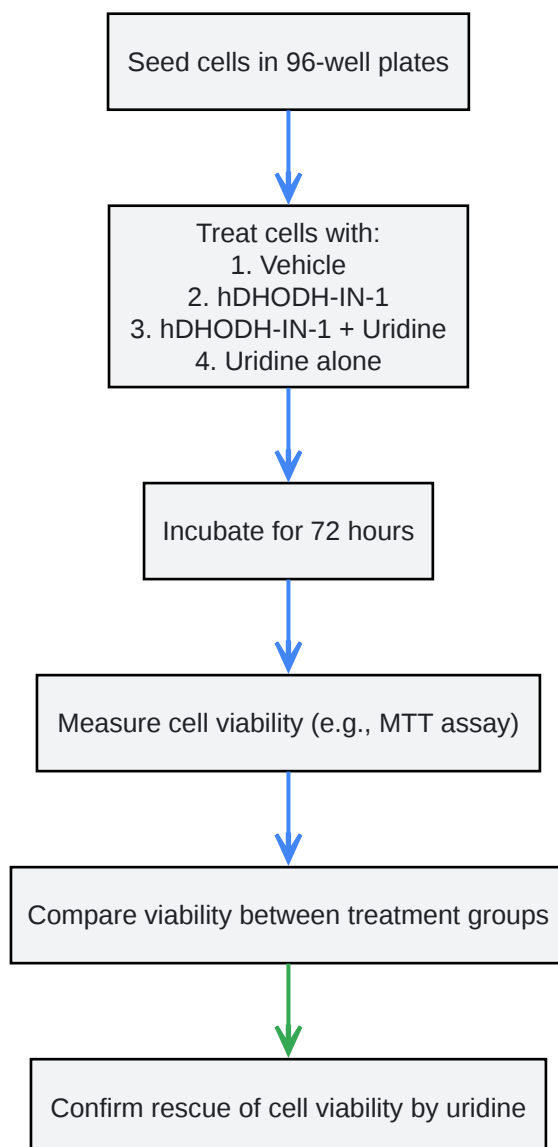 Seed cells in 96-well plates
Treat cells with:
1. Vehicle
2. hDHODH-IN-1
3. hDHODH-IN-1 + Uridine
4. Uridine alone
Incubate for 72 hours
Measure cell viability (e.g., MTT assay)
Compare viability between treatment groups
Confirm rescue of cell viability by uridine